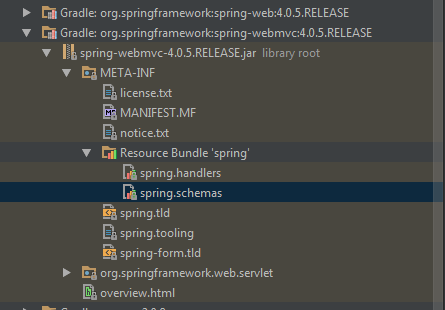 Gradle: org.springframework:spring-web:4.0.5.RELEASE
Gradle: org.springframework:spring-webmvc:4.0.5.RELEASE
spring-webmvc-4.0.5.RELEASE.jar library root
META-INF
license.txt
MANIFEST.MF
notice.txt
Resource Bundle 'spring'
spring.handlers
spring.schemas
spring.tld
spring.tooling
spring-form.tld
org.springframework.web.servlet
overview.html